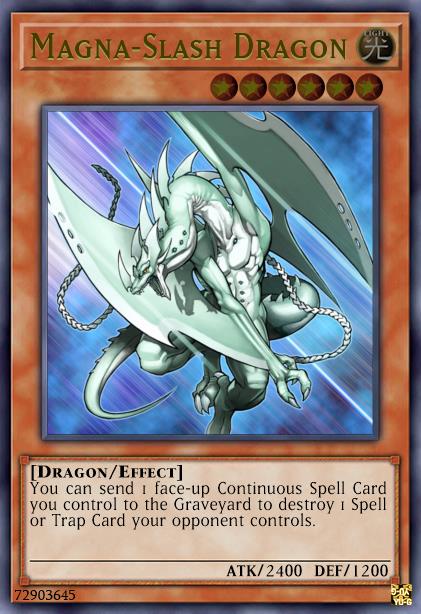 MAGNA-SLASH DRAGON
LIGHT
光
[DRAGON/EFFECT]
You can send 1 face-up Continuous Spell Card
you control to the Graveyard to destroy 1 Spell
or Trap Card your opponent controls.
ATK/2400 DEF/1200
72903645